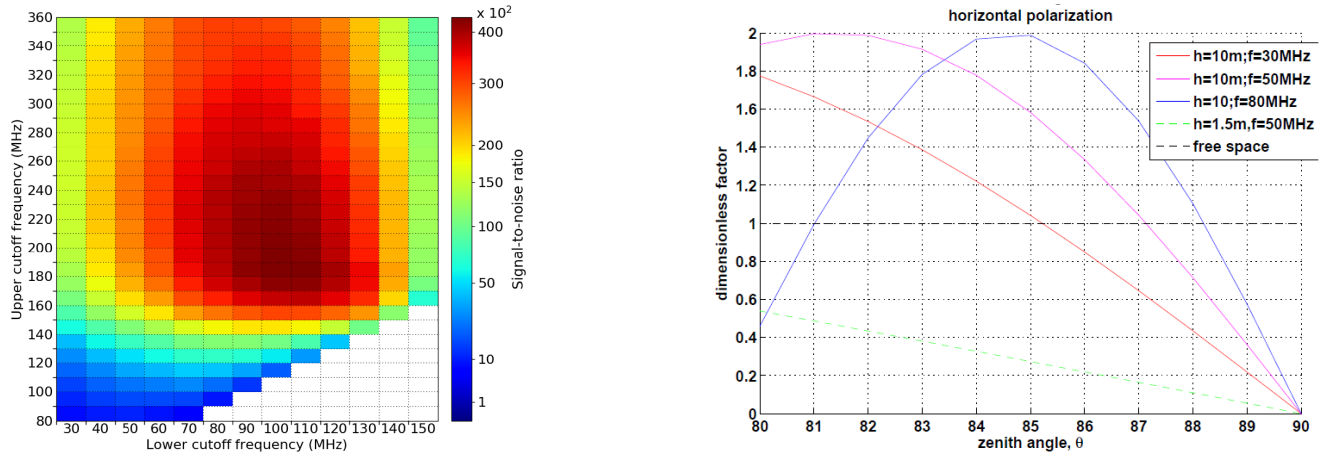 x 10²
360
340
320
300
280
260
240
220
200
180
160
140
120
100
80
Upper cutoff frequency (MHz)
30 40 50 60 70 80 90 100 110 120 130 140 150
Lower cutoff frequency (MHz)
400
300
200
150
100
50
10
1
Signal-to-noise ratio
horizontal polarization
2
1.8
1.6
1.4
1.2
1
0.8
0.6
0.4
0.2
0
dimensionless factor
80 81 82 83 84 85 86 87 88 89 90
zenith angle, θ
h=10m;f=30MHz
h=10m;f=50MHz
h=10;f=80MHz
h=1.5m,f=50MHz
free space